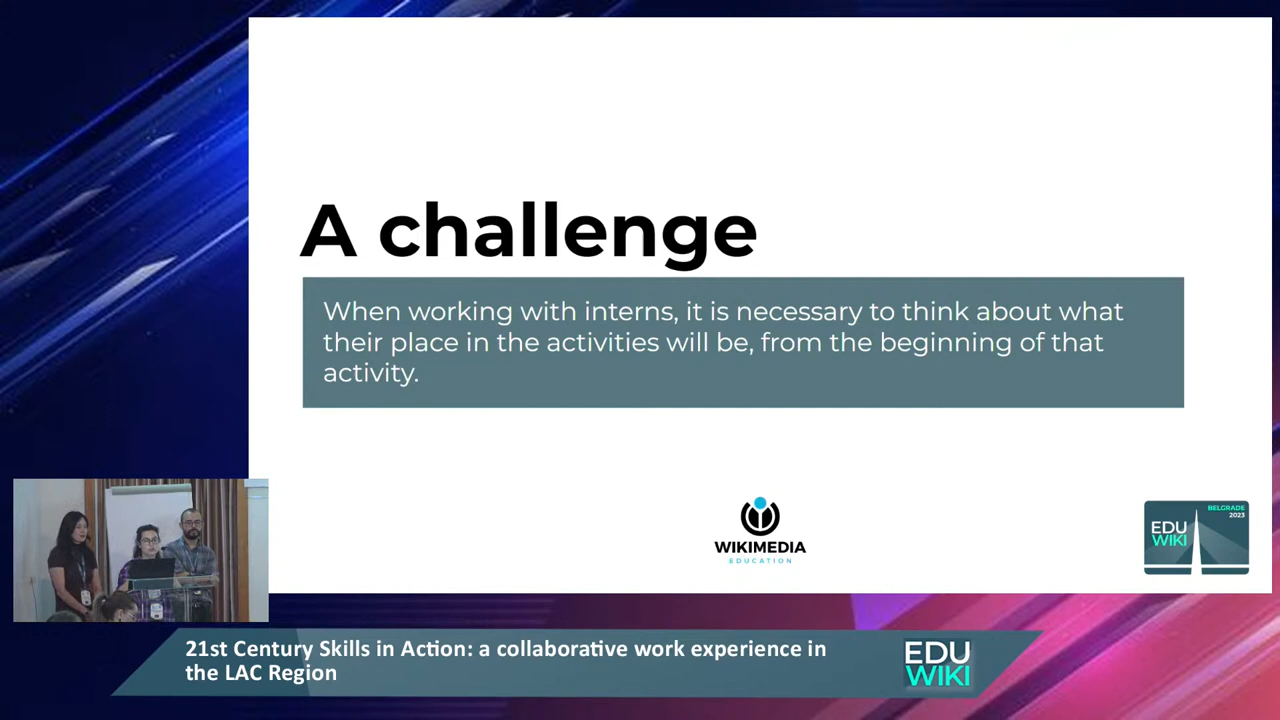 A challenge
When working with interns, it is necessary to think about what
their place in the activities will be, from the beginning of that
activity.
WIKIMEDIA
EDUCATION
BELGRADE
2023
EDU
WIKI
21st Century Skills in Action: a collaborative work experience in
the LAC Region
EDU
WIKI